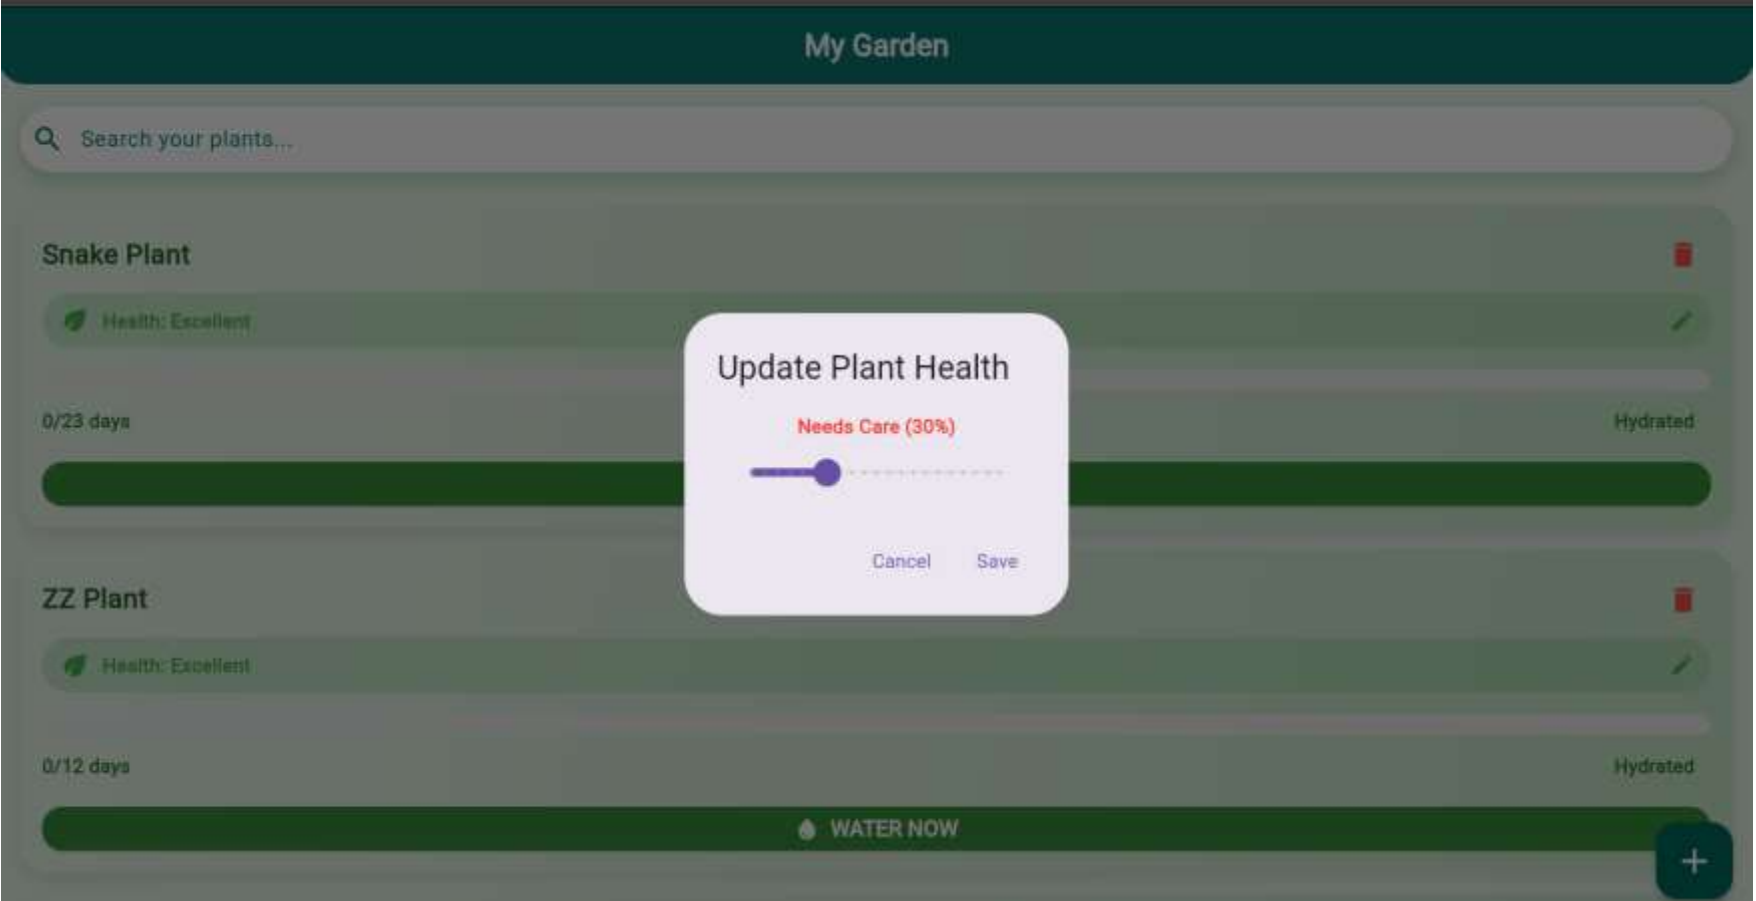 My Garden
Search your plants...
Snake Plant
Health: Excellent
Update Plant Health
Needs Care (30%)
0/23 days
Hydrated
Cancel
Save
ZZ Plant
Health: Excellent
0/12 days
Hydrated
WATER NOW